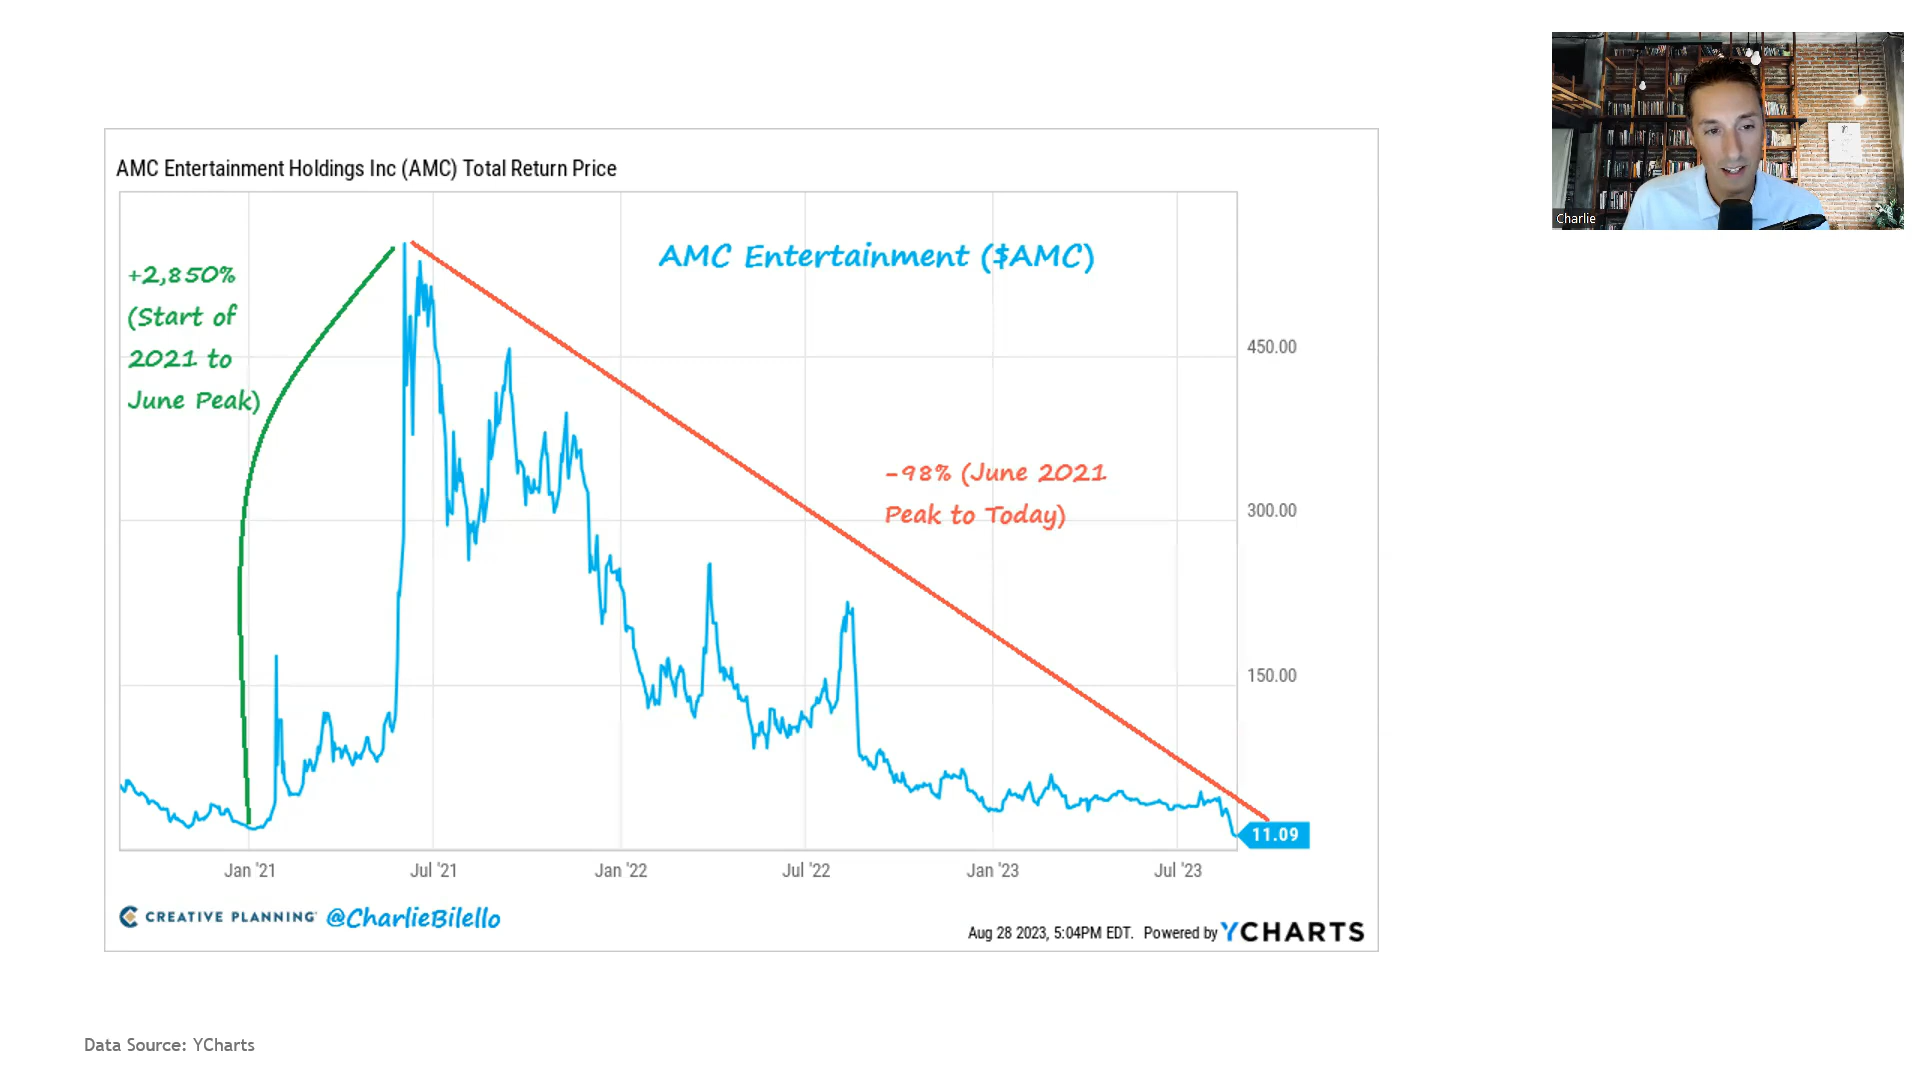 Charlie
AMC Entertainment Holdings Inc (AMC) Total Return Price
AMC Entertainment ($AMC)
+2,850%
(Start of
2021 to
June Peak)
-98% (June 2021
Peak to Today)
450.00
300.00
150.00
11.09
Jan '21
Jul '21
Jan '22
Jul '22
Jan '23
Jul '23
CREATIVE PLANNING @CharlieBilello
Aug 28 2023, 5:04PM EDT. Powered by YCHARTS
Data Source: YCharts